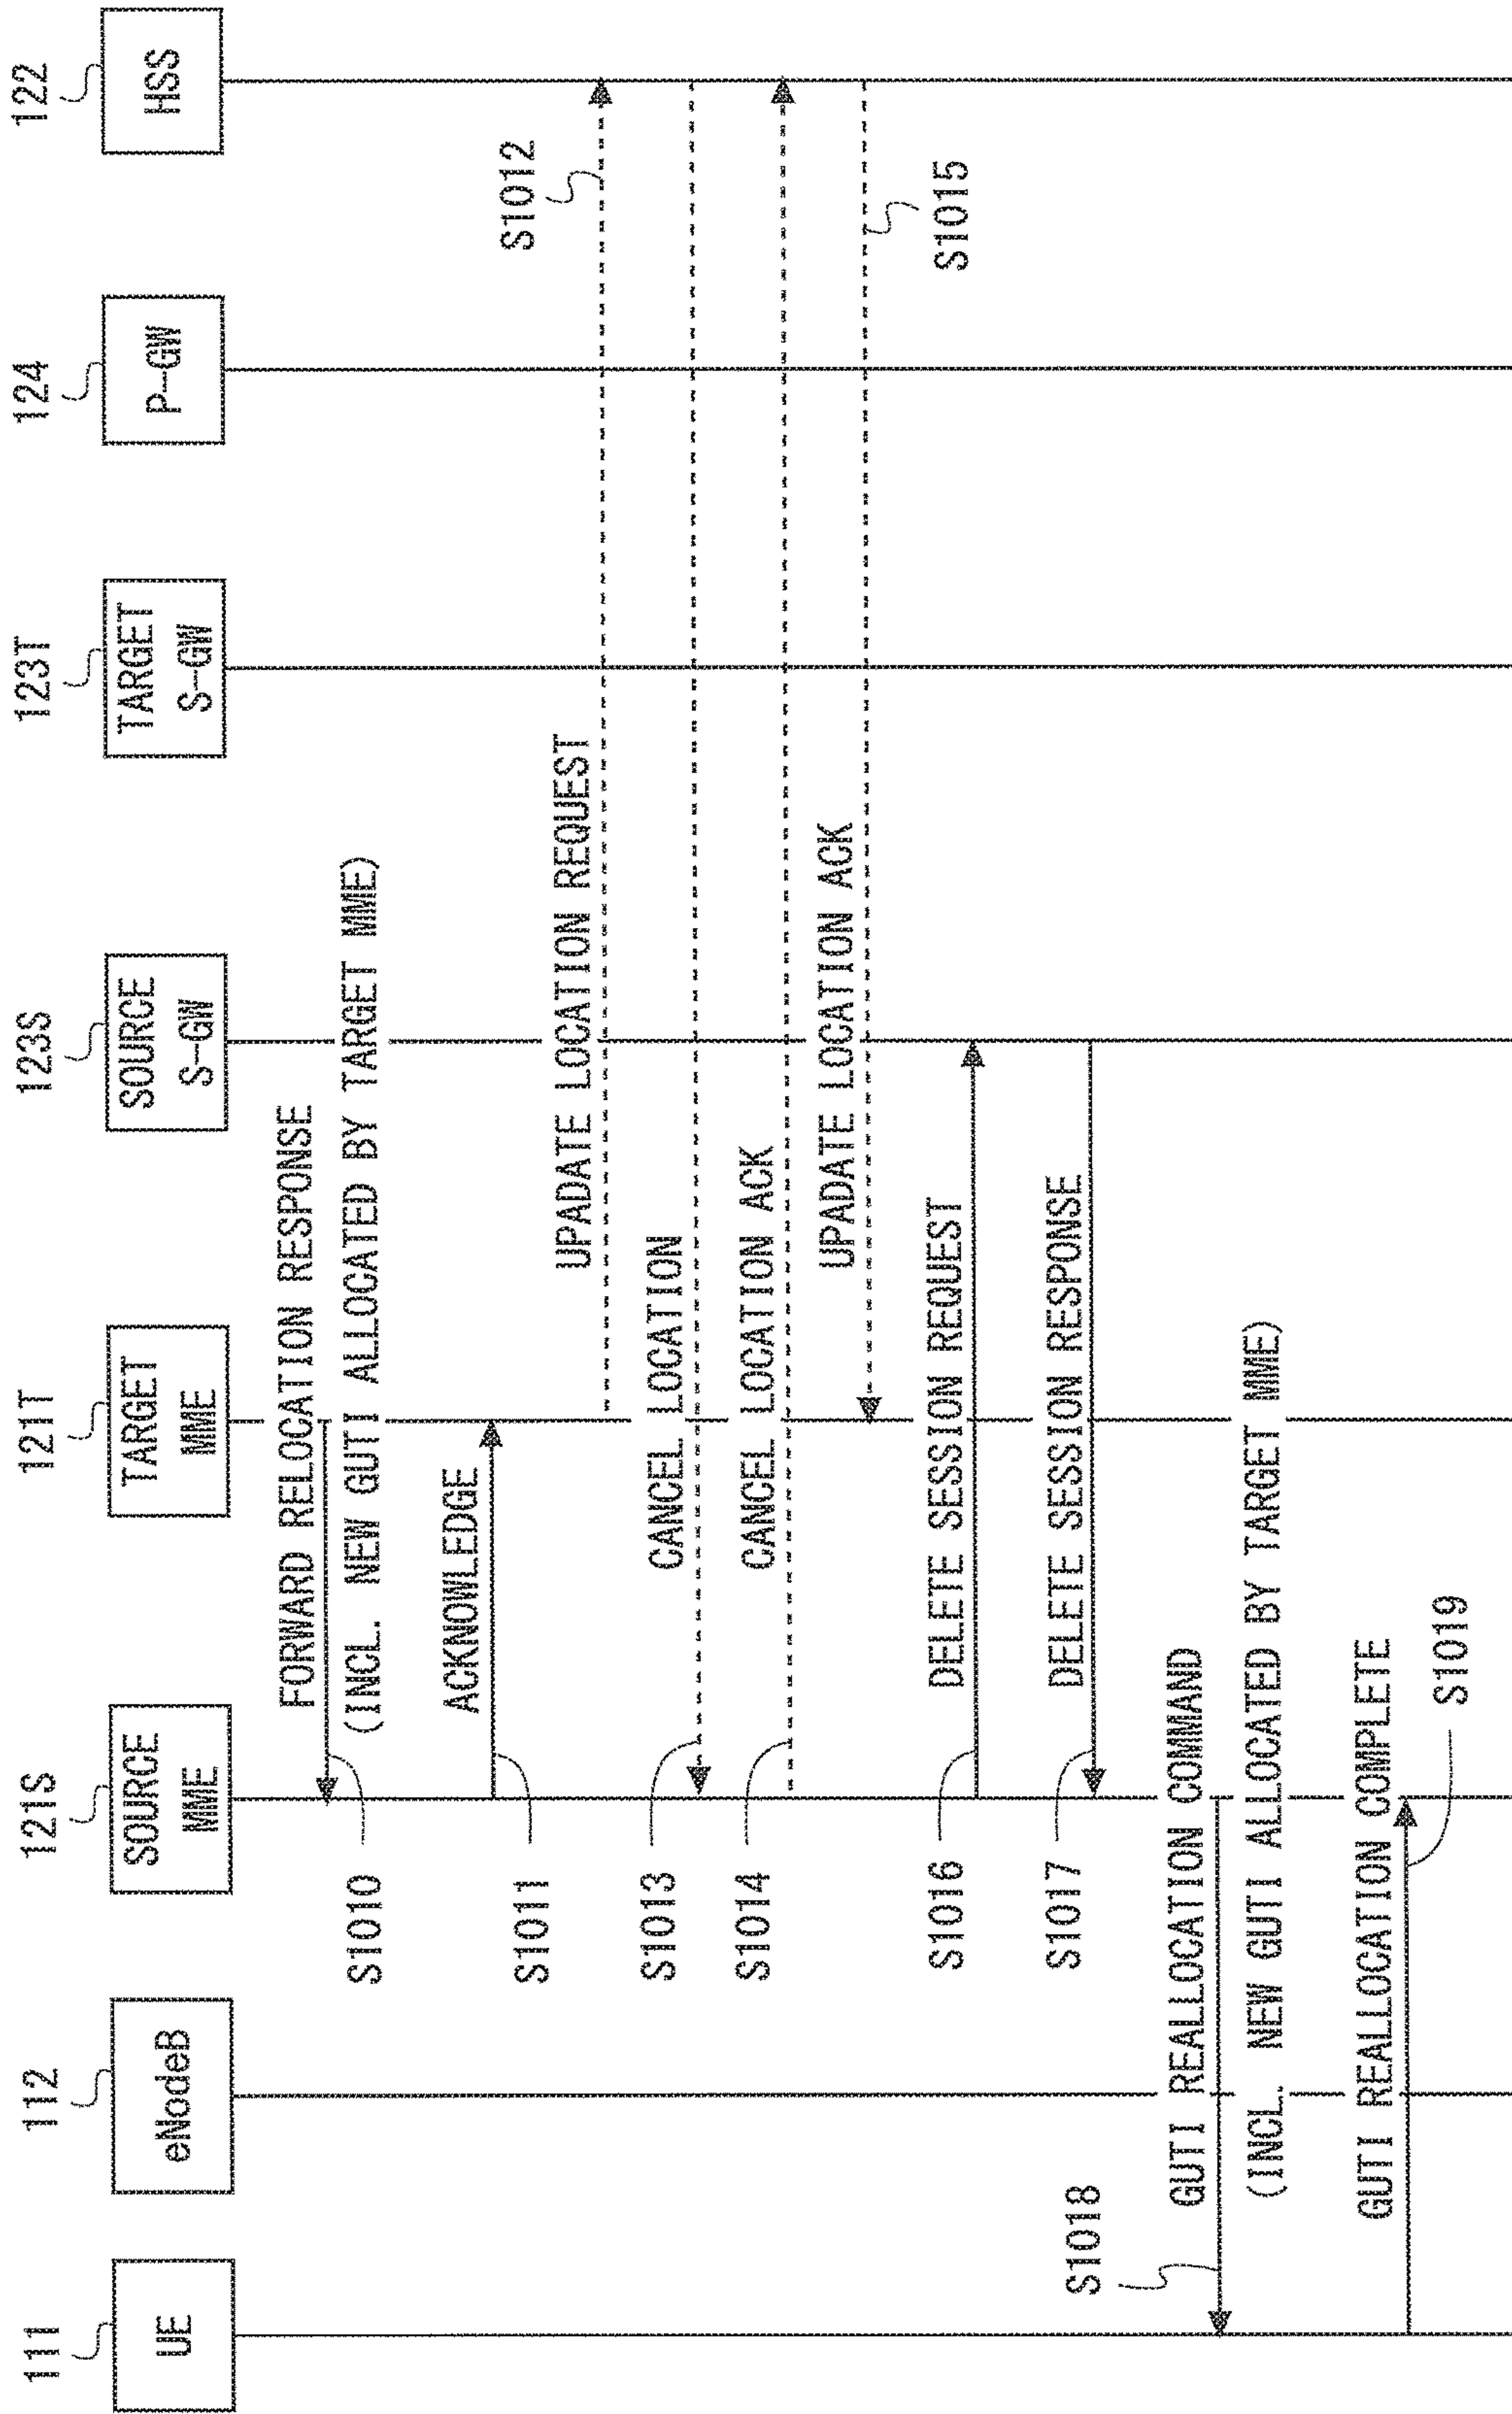 111
112
121S
121T
123S
123T
124
122
UE
eNodeB
SOURCE
MME
TARGET
MME
SOURCE
S-GW
TARGET
S-GW
P-GW
HSS
FORWARD RELOCATION RESPONSE
S1010
(INCL. NEW GUTI ALLOCATED BY TARGET MME)
ACKNOWLEDGE
S1011
S1012
UPADATE LOCATION REQUEST
CANCEL LOCATION
S1013
CANCEL LOCATION ACK
S1014
UPADATE LOCATION ACK
S1015
DELETE SESSION REQUEST
S1016
DELETE SESSION RESPONSE
S1017
S1018
GUTI REALLOCATION COMMAND
(INCL. NEW GUTI ALLOCATED BY TARGET MME)
GUTI REALLOCATION COMPLETE
S1019